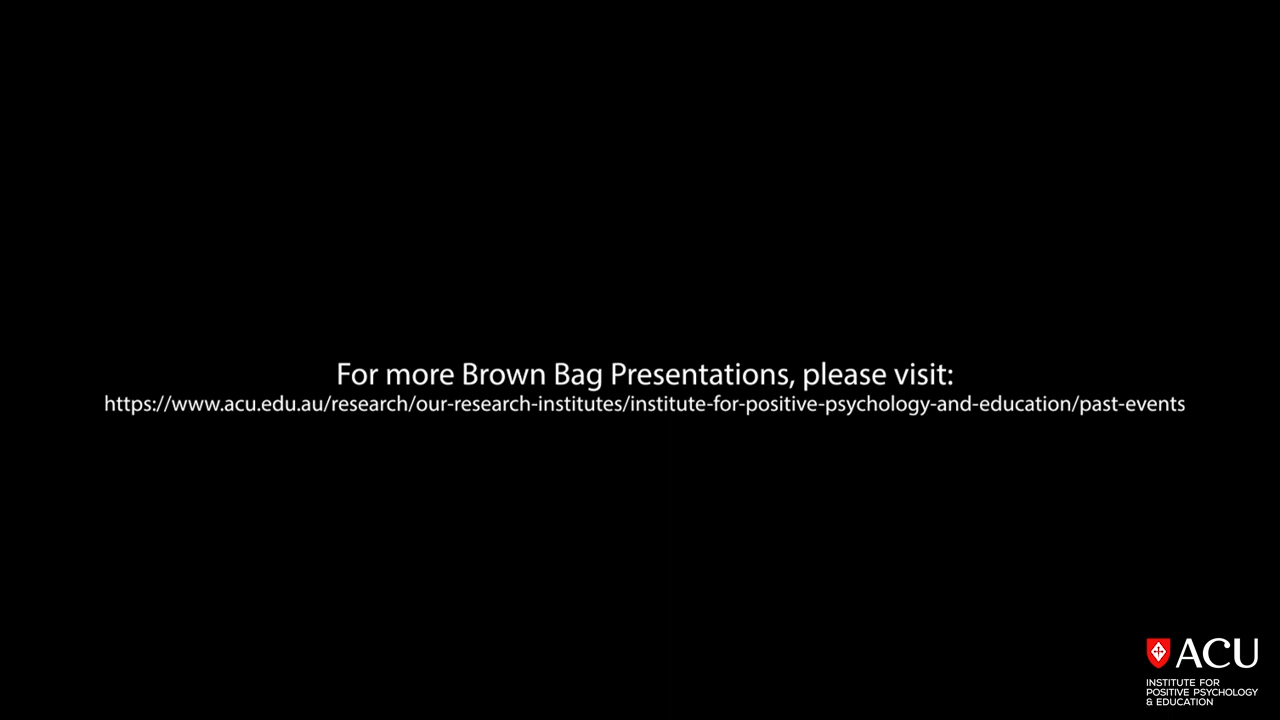 For more Brown Bag Presentations, please visit:
https://www.acu.edu.au/research/our-research-institutes/institute-for-positive-psychology-and-education/past-events
ACU
INSTITUTE FOR
POSITIVE PSYCHOLOGY
& EDUCATION